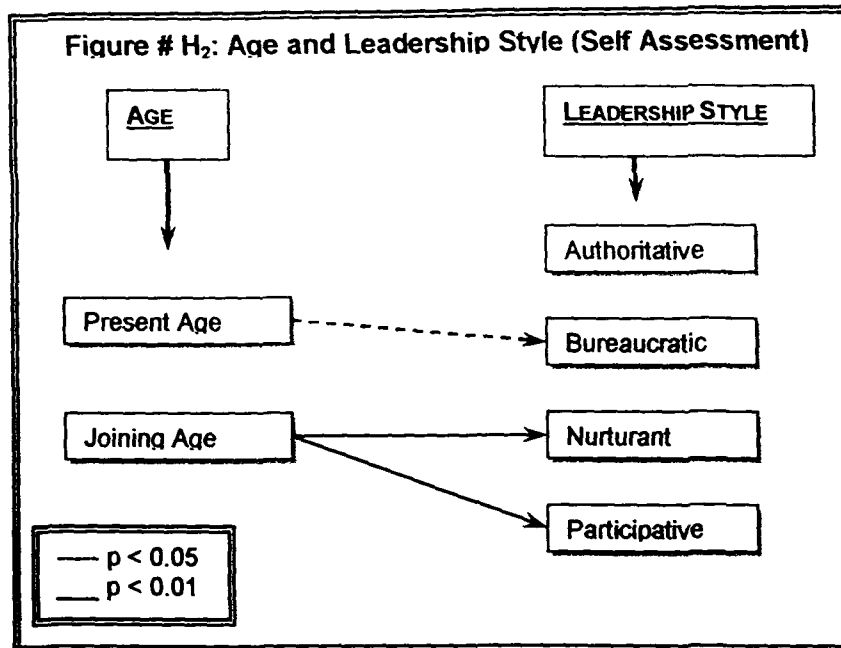 Figure # H₂: Age and Leadership Style (Self Assessment)
AGE
LEADERSHIP STYLE
Authoritative
Present Age
Bureaucratic
Joining Age
Nurturant
Participative
p < 0.05
p < 0.01